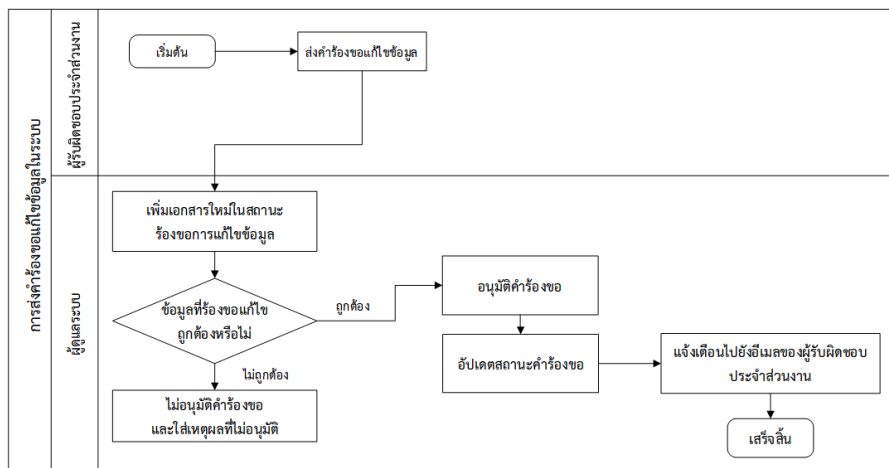 การส่งคำร้องขอแก้ไขข้อมูลในระบบ
ผู้รับผิดชอบประจำส่วนงาน
เริ่มต้น
ส่งคำร้องขอแก้ไขข้อมูล
ผู้ดูแลระบบ
เพิ่มเอกสารใหม่ในสถานะ
ร้องขอการแก้ไขข้อมูล
ข้อมูลที่ร้องขอแก้ไข
ถูกต้องหรือไม่
ถูกต้อง
อนุมัติคำร้องขอ
อัปเดตสถานะคำร้องขอ
แจ้งเตือนไปยังอีเมลของผู้รับผิดชอบ
ประจำส่วนงาน
ไม่ถูกต้อง
ไม่อนุมัติคำร้องขอ
และใส่เหตุผลที่ไม่อนุมัติ
เสร็จสิ้น